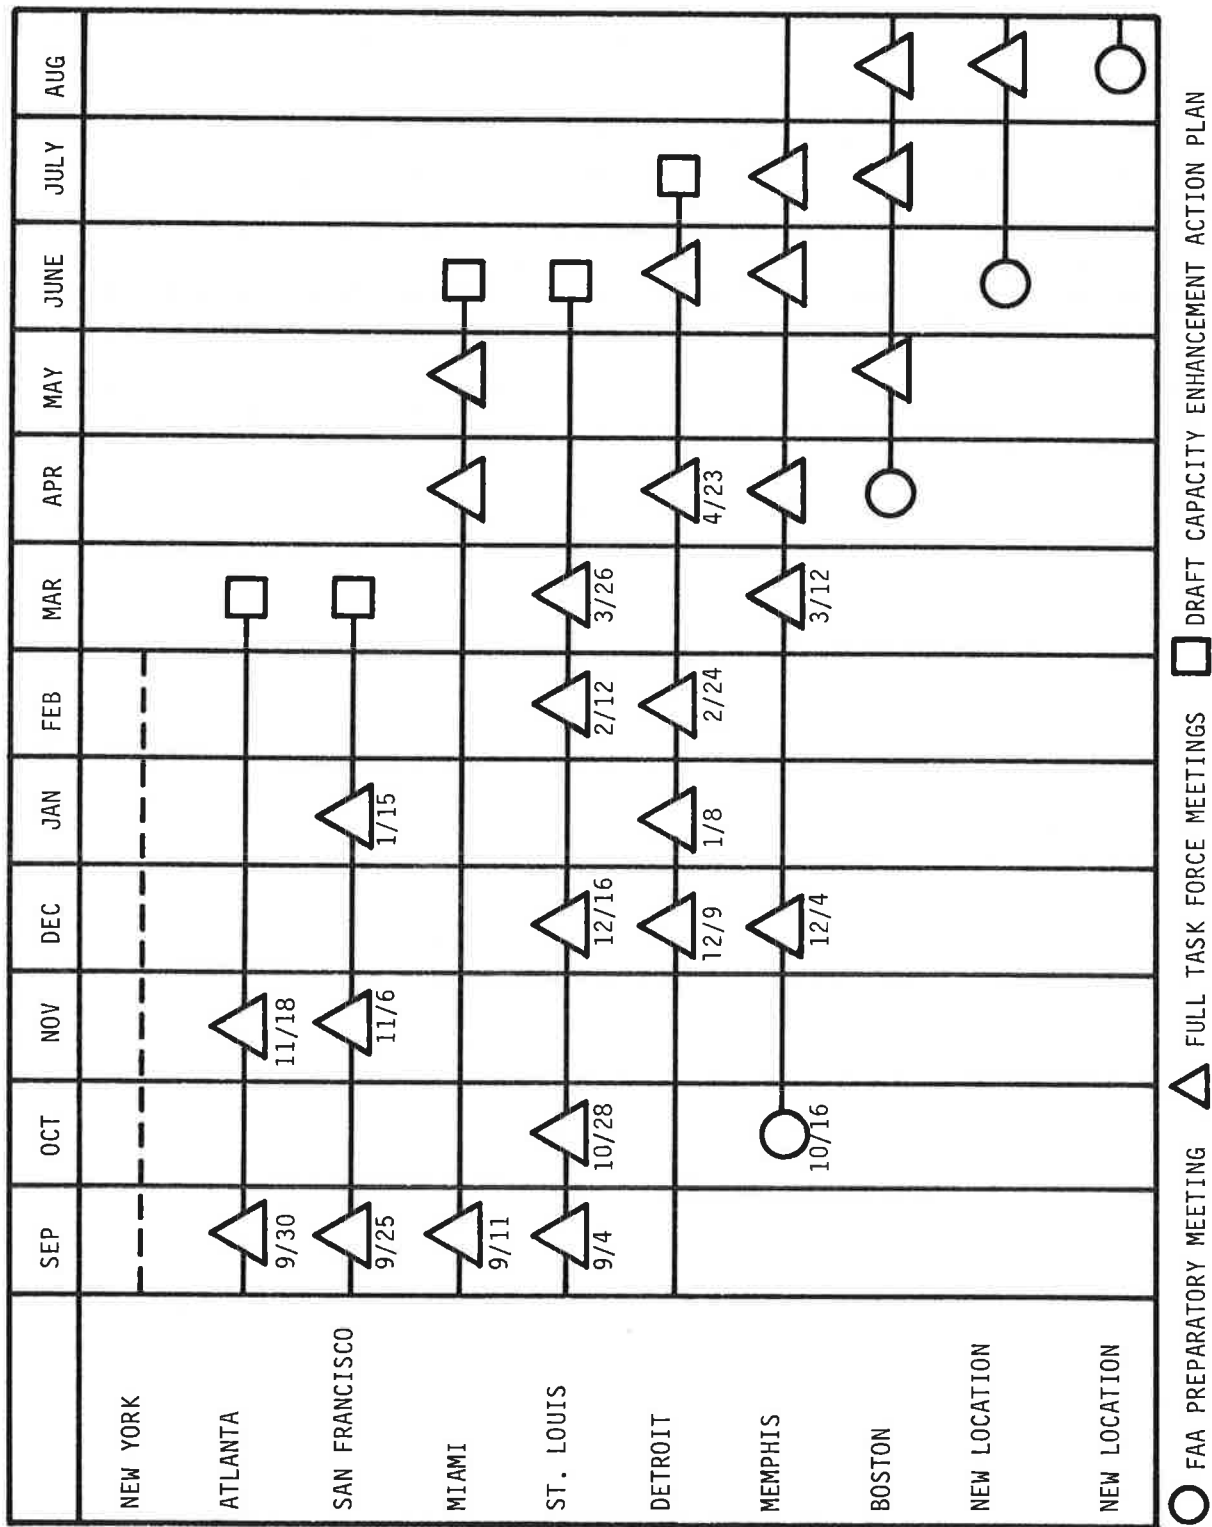 SEP OCT NOV DEC JAN FEB MAR APR MAY JUNE JULY AUG
NEW YORK
ATLANTA
9/30 11/18
SAN FRANCISCO
9/25 11/6 1/15
MIAMI
9/11
ST. LOUIS
9/4 10/28 12/16 2/12 3/26
DETROIT
12/9 1/8 2/24 4/23
MEMPHIS
10/16 12/4 3/12
BOSTON
NEW LOCATION
NEW LOCATION
FAA PREPARATORY MEETING FULL TASK FORCE MEETINGS DRAFT CAPACITY ENHANCEMENT ACTION PLAN